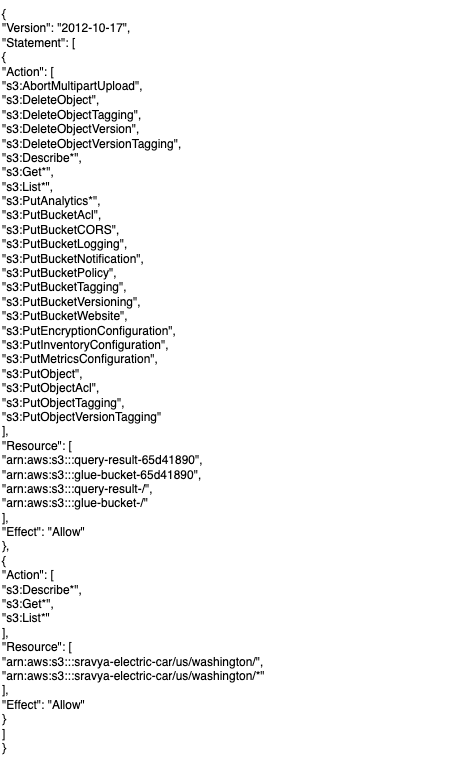 {
"Version": "2012-10-17",
"Statement": [
{
"Action": [
"s3:AbortMultipartUpload",
"s3:DeleteObject",
"s3:DeleteObjectTagging",
"s3:DeleteObjectVersion",
"s3:DeleteObjectVersionTagging",
"s3:Describe*",
"s3:Get*",
"s3:List*",
"s3:PutAnalytics*",
"s3:PutBucketAcl",
"s3:PutBucketCORS",
"s3:PutBucketLogging",
"s3:PutBucketNotification",
"s3:PutBucketPolicy",
"s3:PutBucketTagging",
"s3:PutBucketVersioning",
"s3:PutBucketWebsite",
"s3:PutEncryptionConfiguration",
"s3:PutInventoryConfiguration",
"s3:PutMetricsConfiguration",
"s3:PutObject",
"s3:PutObjectAcl",
"s3:PutObjectTagging",
"s3:PutObjectVersionTagging"
],
"Resource": [
"arn:aws:s3:::query-result-65d41890",
"arn:aws:s3:::glue-bucket-65d41890",
"arn:aws:s3:::query-result-/",
"arn:aws:s3:::glue-bucket-/"
],
"Effect": "Allow"
},
{
"Action": [
"s3:Describe*",
"s3:Get*",
"s3:List*"
],
"Resource": [
"arn:aws:s3:::sravya-electric-car/us/washington/",
"arn:aws:s3:::sravya-electric-car/us/washington/*"
],
"Effect": "Allow"
}
]
}